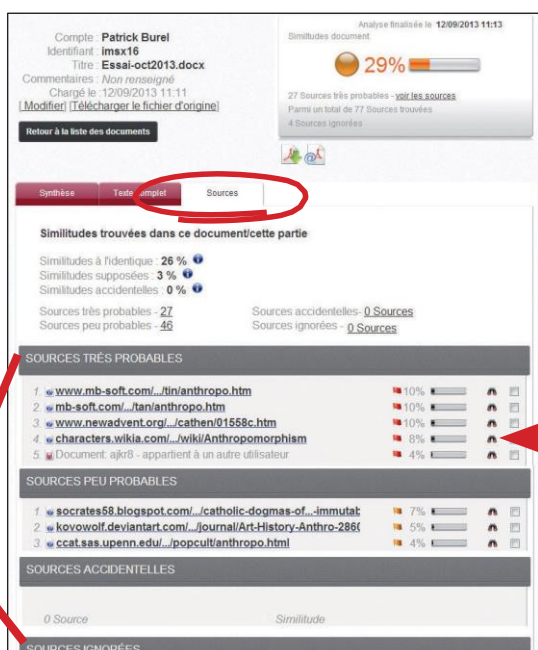 Compte : Patrick Burel
Identifiant : imsx16
Titre : Essai-oct2013.docx
Commentaires : Non renseigné
Chargé le : 12/09/2013 11:11
[ Modifier] [Télécharger le fichier d'origine]
Retour à la liste des documents
Analyse finalisée le 12/09/2013 11:13
Similitudes document
29%
27 Sources très probables - voir les sources
Parmi un total de 77 Sources trouvées
4 Sources ignorées
Synthèse Texte complet Sources
Similitudes trouvées dans ce document/cette partie
Similitudes à l'identique : 26 %
Similitudes supposées : 3 %
Similitudes accidentelles : 0 %
Sources très probables - 27 Sources accidentelles- 0 Sources
Sources peu probables - 46 Sources ignorées - 0 Sources
SOURCES TRÈS PROBABLES
1. www.mb-soft.com/.../tin/anthropo.htm 10%
2. mb-soft.com/.../tan/anthropo.htm 10%
3. www.newadvent.org/.../cathen/01558c.htm 10%
4. characters.wikia.com/.../wiki/Anthropomorphism 8%
5. Document: ajkr8 - appartient à un autre utilisateur 4%
SOURCES PEU PROBABLES
1. socrates58.blogspot.com/.../catholic-dogmas-of...-immutab 7%
2. kovowolf.deviantart.com/.../journal/Art-History-Anthro-2860 5%
3. ccat.sas.upenn.edu/.../popcult/anthropo.html 4%
SOURCES ACCIDENTELLES
0 Source Similitude
SOURCES IGNORÉES